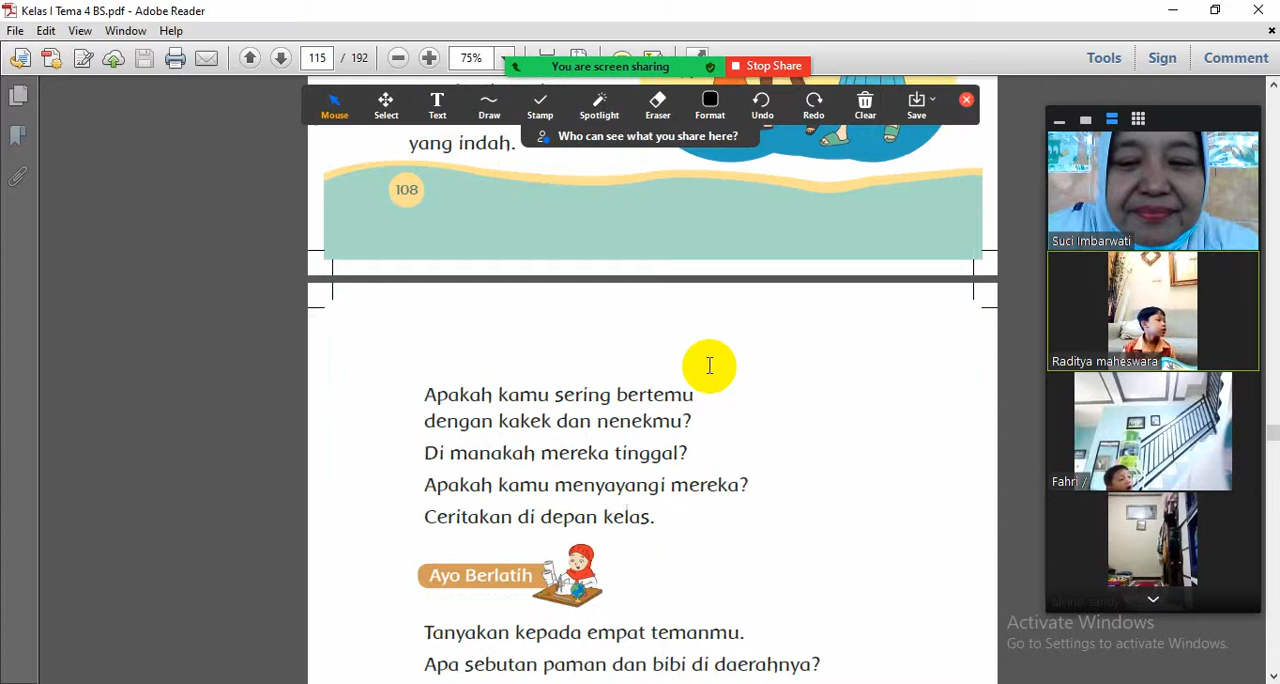 Kelas I Tema 4 BS.pdf - Adobe Reader
File Edit View Window Help
115 / 192 75% Tools Sign Comment
You are screen sharing Stop Share
Mouse Select Text Draw Stamp Spotlight Eraser Format Undo Redo Clear Save
Who can see what you share here?
yang indah.
108
Apakah kamu sering bertemu
dengan kakek dan nenekmu?
Di manakah mereka tinggal?
Apakah kamu menyayangi mereka?
Ceritakan di depan kelas.
Ayo Berlatih
Tanyakan kepada empat temanmu.
Apa sebutan paman dan bibi di daerahnya?
Suci Imbarwati
Raditya maheswara
Fahri /
Activate Windows
Go to Settings to activate Windows.